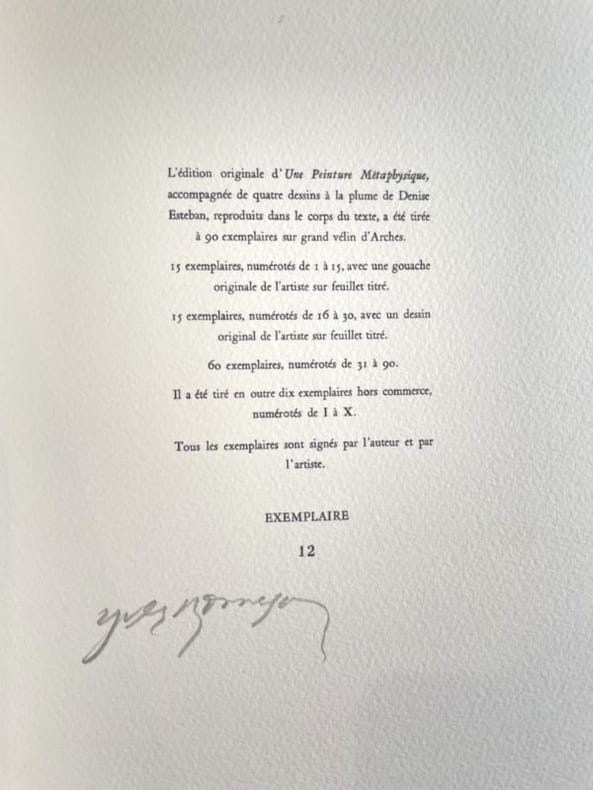 L'édition originale d'Une Peinture Métaphysique,
accompagnée de quatre dessins à la plume de Denise
Esteban, reproduits dans le corps du texte, a été tirée
à 90 exemplaires sur grand vélin d'Arches.
15 exemplaires, numérotés de 1 à 15, avec une gouache
originale de l'artiste sur feuillet titré.
15 exemplaires, numérotés de 16 à 30, avec un dessin
original de l'artiste sur feuillet titré.
60 exemplaires, numérotés de 31 à 90.
Il a été tiré en outre dix exemplaires hors commerce,
numérotés de I à X.
Tous les exemplaires sont signés par l'auteur et par
l'artiste.
EXEMPLAIRE
12
Yves Bonnefoy